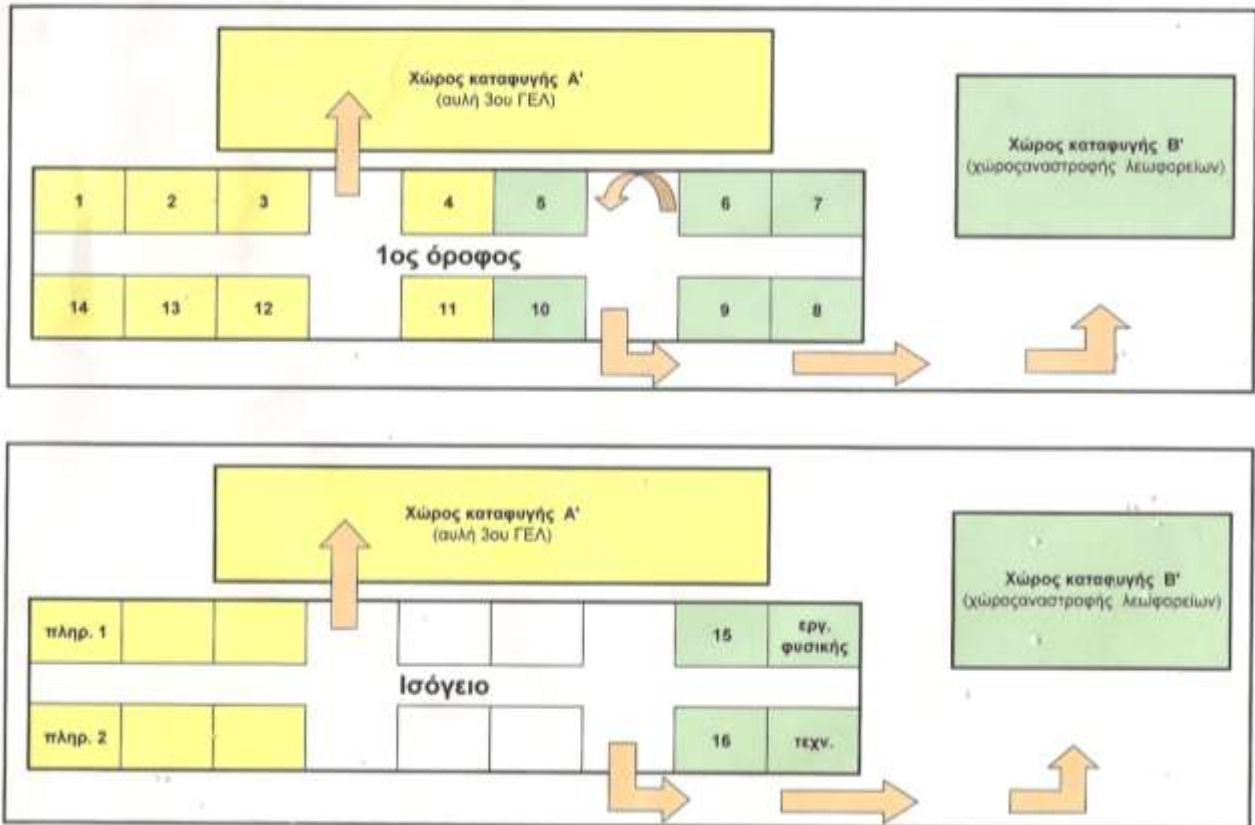 Χώρος καταφυγής Α'
(αυλή 3ου ΓΕΛ)
Χώρος καταφυγής Β'
(χώροςαναστροφής λεωφορείων)
1 2 3 4 5 6 7
1ος όροφος
14 13 12 11 10 9 8
Χώρος καταφυγής Α'
(αυλή 3ου ΓΕΛ)
Χώρος καταφυγής Β'
(χώροςαναστροφής λεωφορείων)
πληρ. 1 15 εργ.
φυσικής
Ισόγειο
πληρ. 2 16 τεχν.